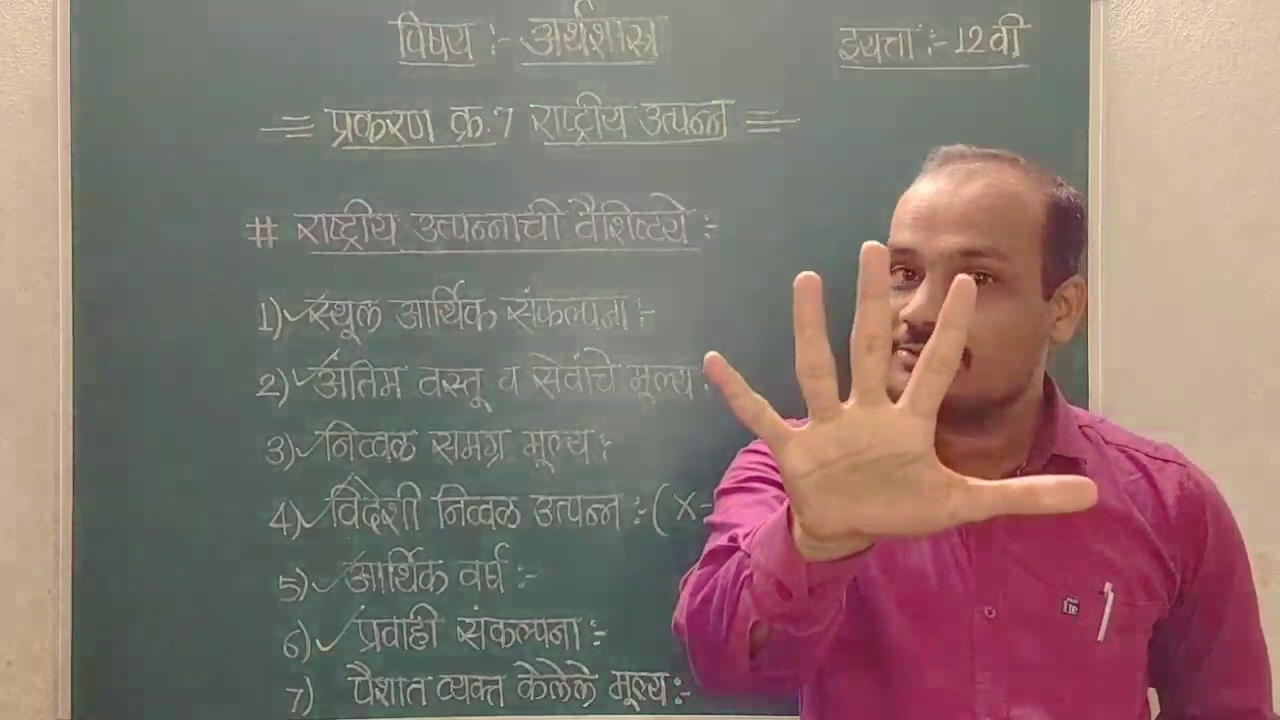 विषय :- अर्थशास्त्र
इयत्ता :- 12वी
= प्रकरण क्र. 7 राष्ट्रीय उत्पन्न =
# राष्ट्रीय उत्पन्नाची वैशिष्ट्ये :
1) ✓ स्थूल आर्थिक संकल्पना :-
2) ✓ अंतिम वस्तू व सेवांचे मूल्य :
3) ✓ निव्वळ समग्र मूल्य :
4) ✓ विदेशी निव्वळ उत्पन्न :- ( X-
5) ✓ आर्थिक वर्ष :-
6) ✓ प्रवाही संकल्पना :-
7) पैशात व्यक्त केलेले मूल्य :-